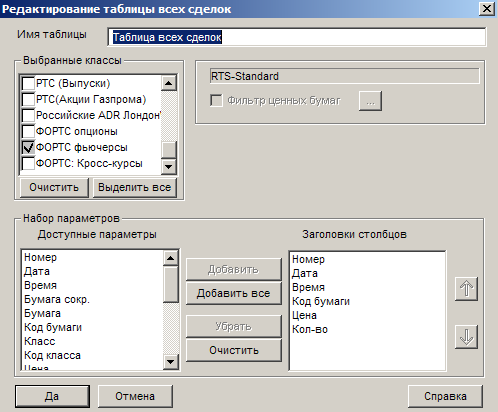 Редактирование таблицы всех сделок
Имя таблицы
Таблица всех сделок
Выбранные классы
РТС (Выпуски)
РТС(Акции Газпрома)
Российские ADR Лондон
ФОРТС опционы
ФОРТС фьючерсы
ФОРТС: Кросс-курсы
Очистить
Выделить все
RTS-Standard
Фильтр ценных бумаг
...
Набор параметров
Доступные параметры
Номер
Дата
Время
Бумага сокр.
Бумага
Код бумаги
Класс
Код класса
Цена
Добавить
Добавить все
Убрать
Очистить
Заголовки столбцов
Номер
Дата
Время
Код бумаги
Цена
Кол-во
Да
Отмена
Справка